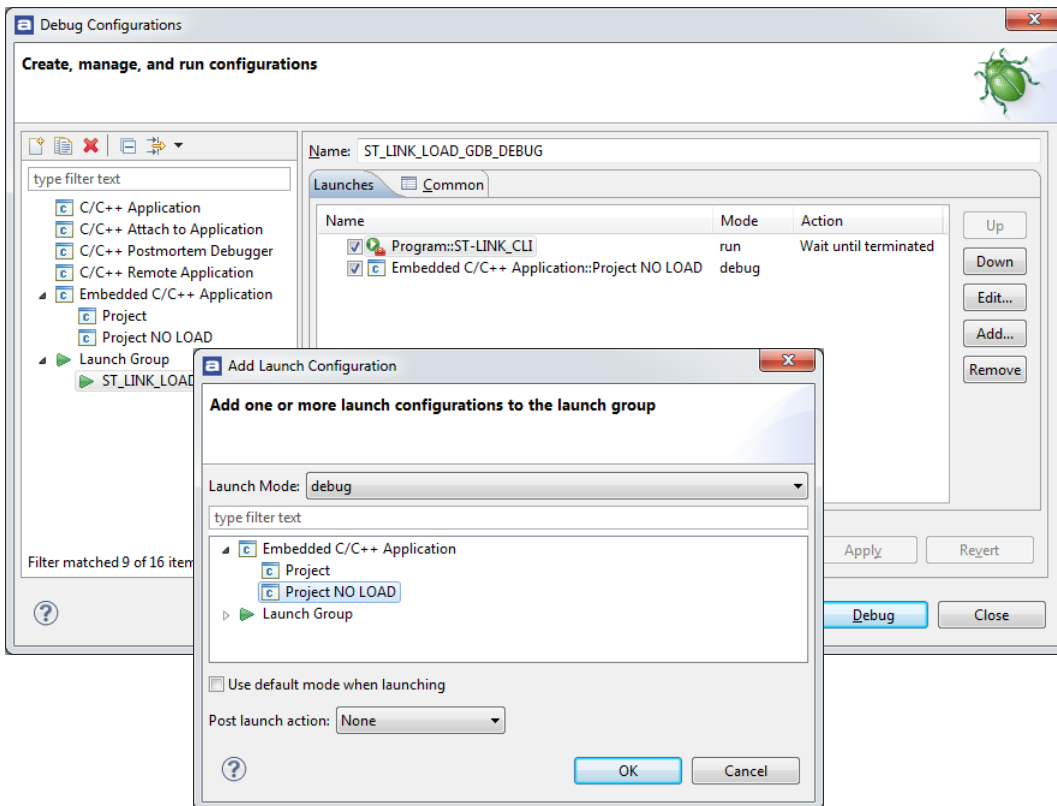 Debug Configurations
Create, manage, and run configurations
type filter text
C/C++ Application
C/C++ Attach to Application
C/C++ Postmortem Debugger
C/C++ Remote Application
Embedded C/C++ Application
Project
Project NO LOAD
Launch Group
ST_LINK_LOAD
Filter matched 9 of 16 item
Name: ST_LINK_LOAD_GDB_DEBUG
Launches Common
Name Mode Action
Program::ST-LINK_CLI run Wait until terminated
Embedded C/C++ Application::Project NO LOAD debug
Up
Down
Edit...
Add...
Remove
Apply Revert
Debug Close
Add Launch Configuration
Add one or more launch configurations to the launch group
Launch Mode: debug
type filter text
Embedded C/C++ Application
Project
Project NO LOAD
Launch Group
Use default mode when launching
Post launch action: None
OK Cancel